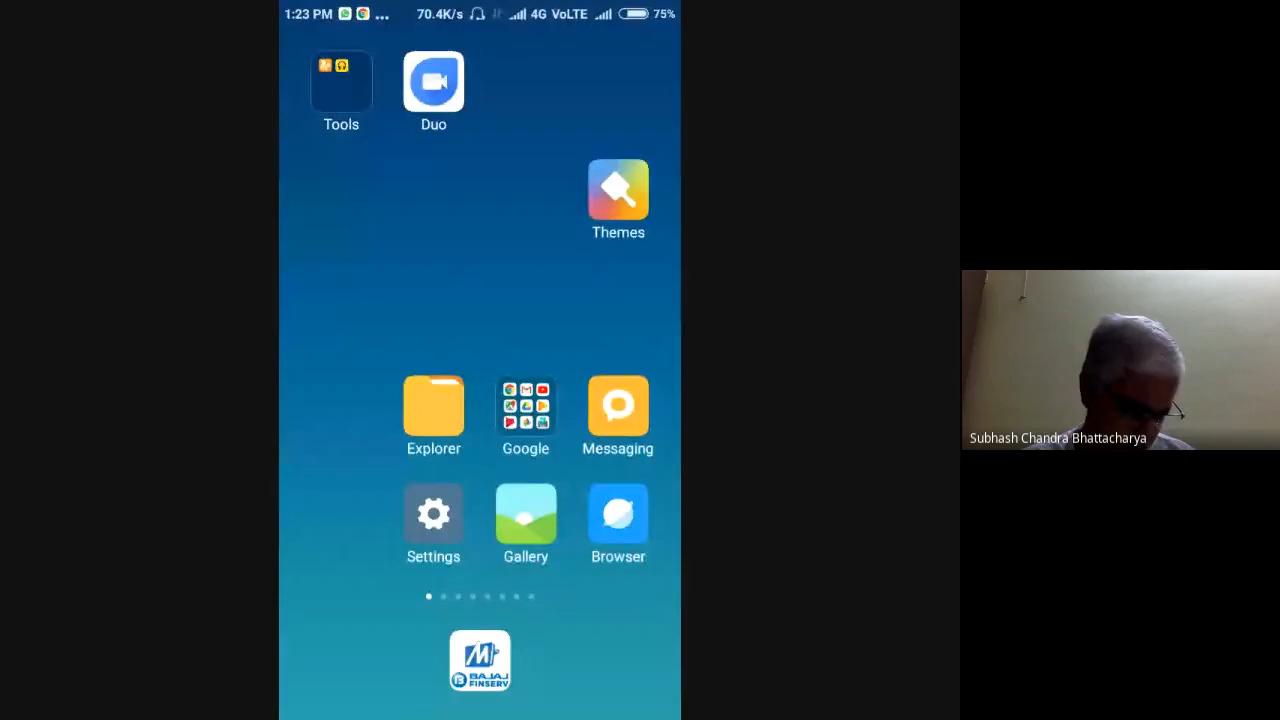 1:23 PM ... 70.4K/s 4G VoLTE 75%
Tools Duo
Themes
Explorer Google Messaging
Settings Gallery Browser
M
BAJAJ
FINSERV
Subhash Chandra Bhattacharya